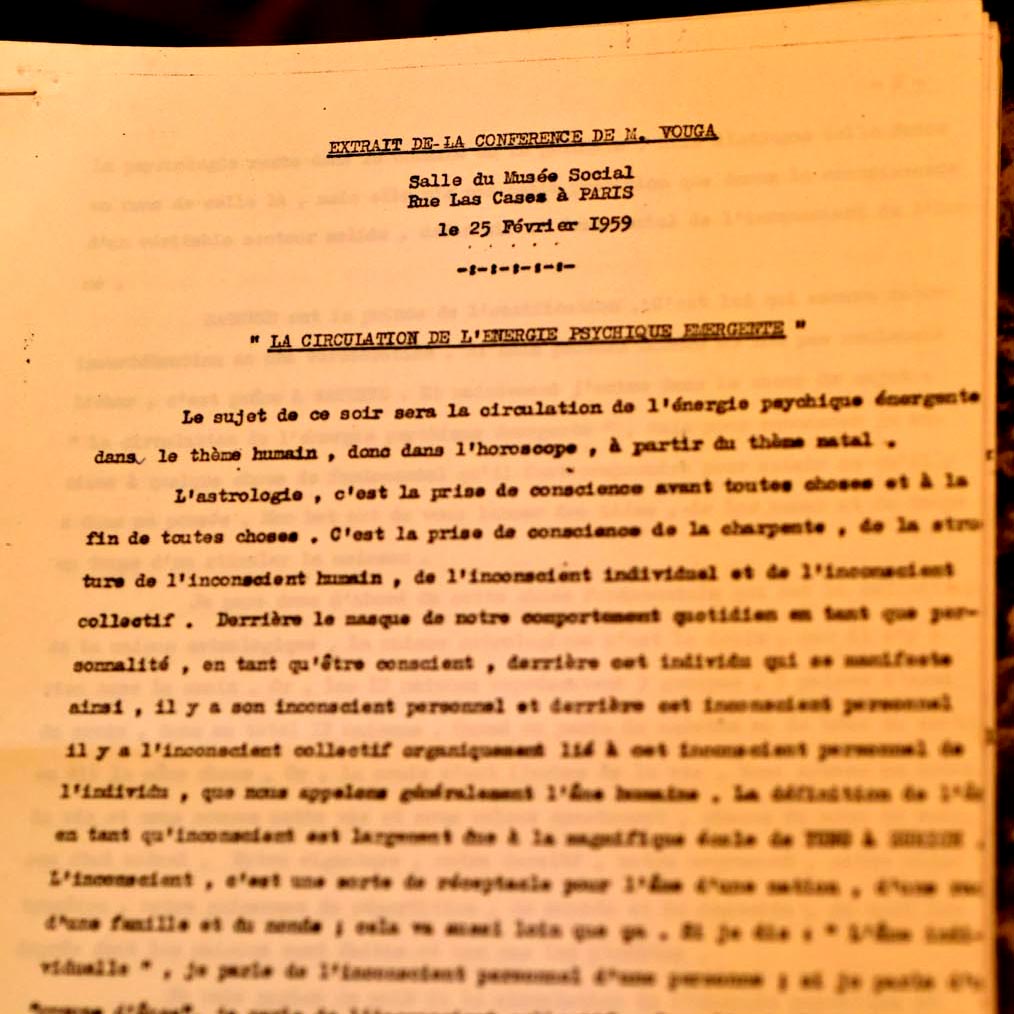 EXTRAIT DE LA CONFERENCE DE M. VOUGA
Salle du Musée Social
Rue Las Cases à PARIS
le 25 Février 1959
-:-:-:-:-:-
" LA CIRCULATION DE L'ENERGIE PSYCHIQUE EMERGENTE "
Le sujet de ce soir sera la circulation de l'énergie psychique émergente
dans le thème humain , donc dans l'horoscope , à partir du thème natal .
L'astrologie , c'est la prise de conscience avant toutes choses et à la
fin de toutes choses . C'est la prise de conscience de la charpente , de la struc-
ture de l'inconscient humain , de l'inconscient individuel et de l'inconscient
collectif . Derrière le masque de notre comportement quotidien en tant que per-
sonnalité , en tant qu'être conscient , derrière cet individu qui se manifeste
ainsi , il y a son inconscient personnel et derrière cet inconscient personnel
il y a l'inconscient collectif organiquement lié à cet inconscient personnel de
l'individu , que nous appelons généralement l'Âme humaine . La définition de
en tant qu'inconscient est largement due à la magnifique école de JUNG à ZURICH .
L'inconscient , c'est une sorte de réceptacle pour l'Âme d'une nation , d'une
d'une famille et du monde ; cela va aussi loin que ça . Si je dis : " l'Âme indi-
viduelle " , je parle de l'inconscient personnel d'une personne ; si je parle